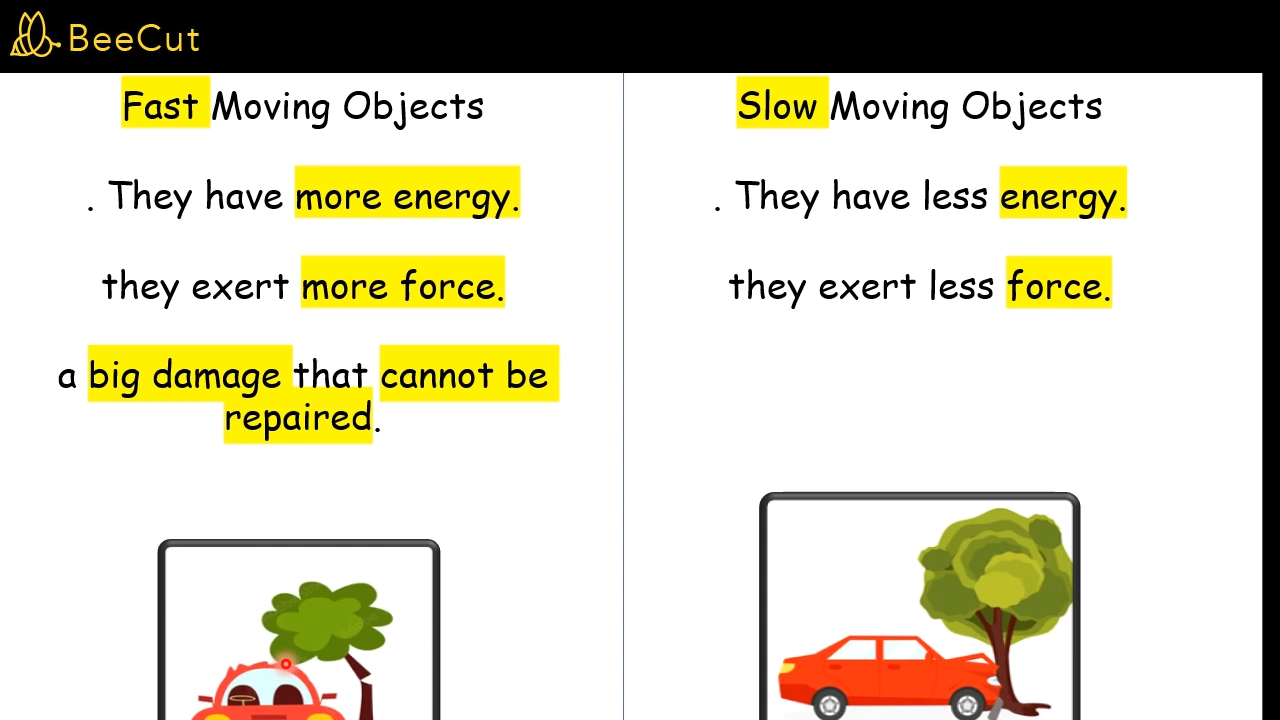 BeeCut
Fast Moving Objects
. They have more energy.
they exert more force.
a big damage that cannot be
repaired.
Slow Moving Objects
. They have less energy.
they exert less force.